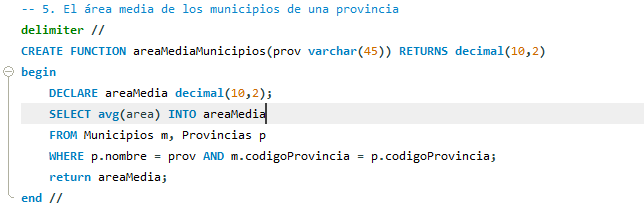 -- 5. El área media de los municipios de una provincia
delimiter //
CREATE FUNCTION areaMediaMunicipios(prov varchar(45)) RETURNS decimal(10,2)
begin
DECLARE areaMedia decimal(10,2);
SELECT avg(area) INTO areaMedia
FROM Municipios m, Provincias p
WHERE p.nombre = prov AND m.codigoProvincia = p.codigoProvincia;
return areaMedia;
end //